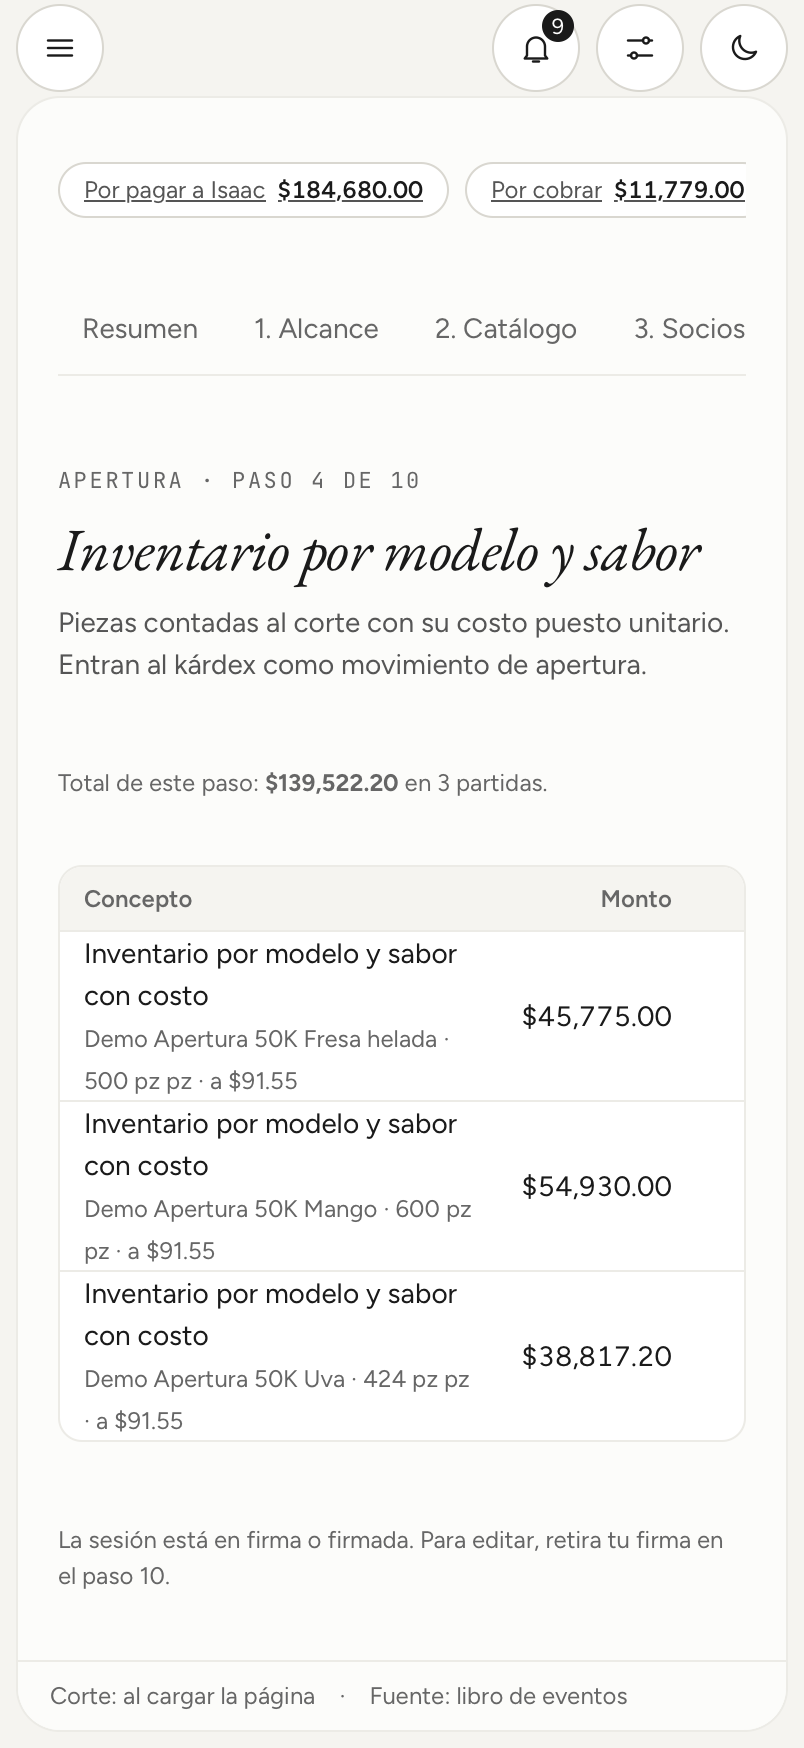 9
Por pagar a Isaac $184,680.00 Por cobrar $11,779.00
Resumen 1. Alcance 2. Catálogo 3. Socios
APERTURA · PASO 4 DE 10
Inventario por modelo y sabor
Piezas contadas al corte con su costo puesto unitario.
Entran al kárdex como movimiento de apertura.
Total de este paso: $139,522.20 en 3 partidas.
Concepto Monto
Inventario por modelo y sabor
con costo
Demo Apertura 50K Fresa helada ·
500 pz pz · a $91.55
$45,775.00
Inventario por modelo y sabor
con costo
Demo Apertura 50K Mango · 600 pz
pz · a $91.55
$54,930.00
Inventario por modelo y sabor
con costo
Demo Apertura 50K Uva · 424 pz pz
· a $91.55
$38,817.20
La sesión está en firma o firmada. Para editar, retira tu firma en
el paso 10.
Corte: al cargar la página · Fuente: libro de eventos